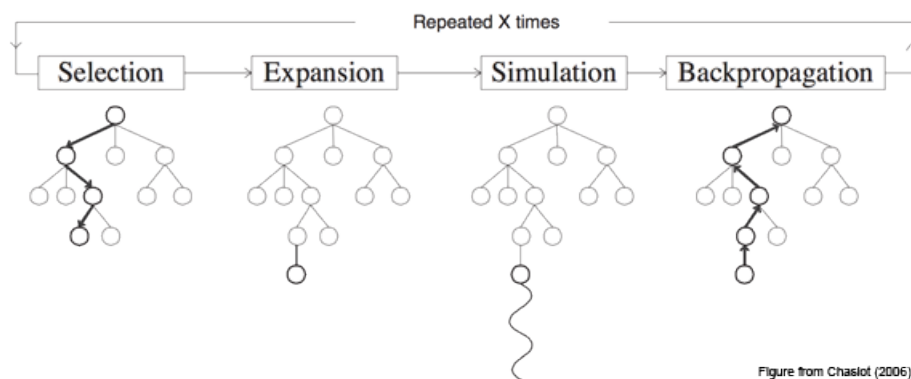 Repeated X times
Selection
Expansion
Simulation
Backpropagation
Figure from Chaslot (2006)